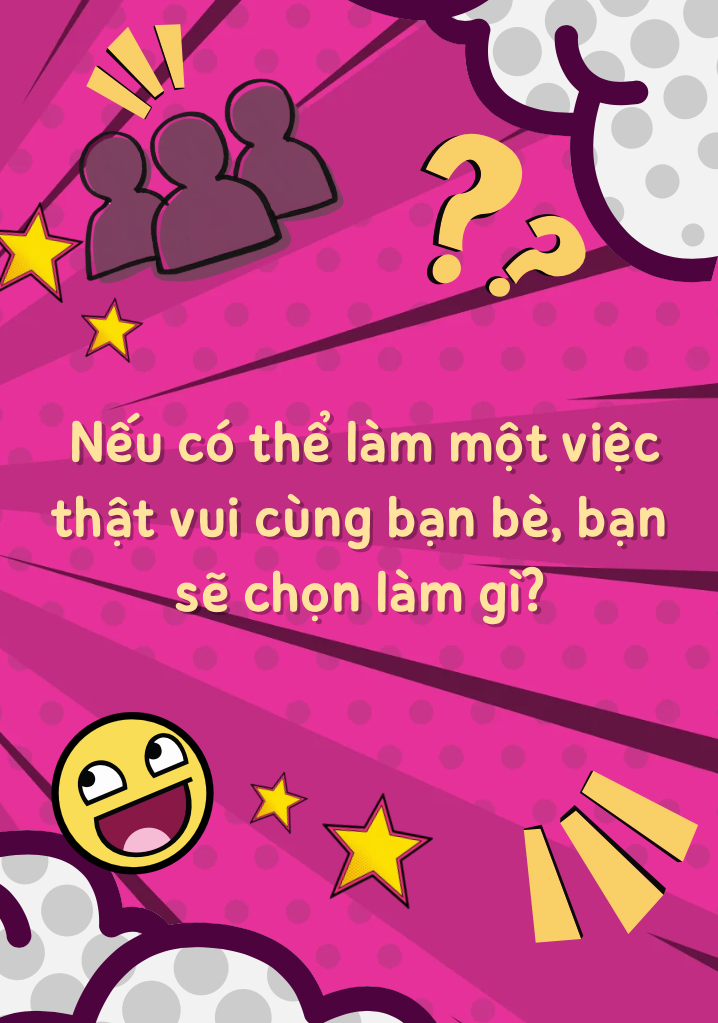 Nếu có thể làm một việc
thật vui cùng bạn bè, bạn
sẽ chọn làm gì?